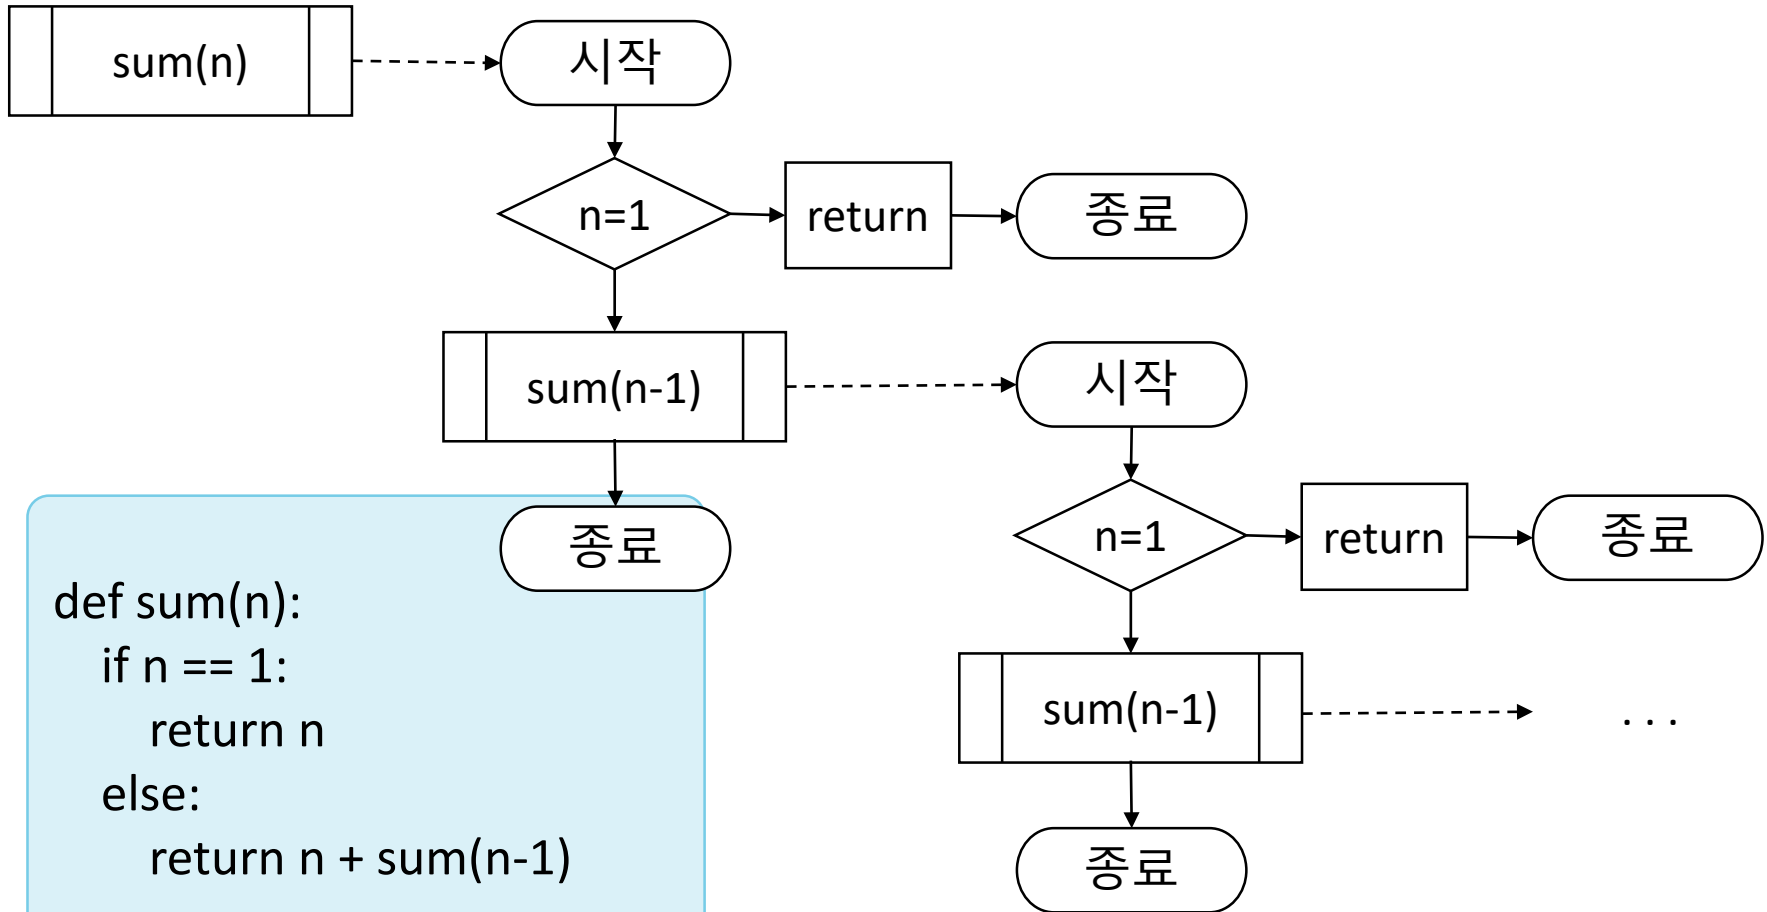 sum(n)
시작
n=1
return
종료
sum(n-1)
시작
종료
n=1
return
종료
sum(n-1)
. . .
종료
def sum(n):
if n == 1:
return n
else:
return n + sum(n-1)